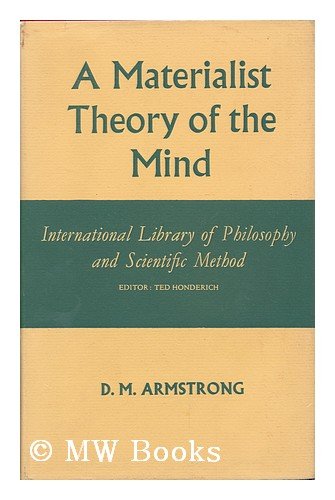 A Materialist
Theory of the
Mind
International Library of Philosophy
and Scientific Method
EDITOR: TED HONDERICH
D. M. ARMSTRONG
© MW Books